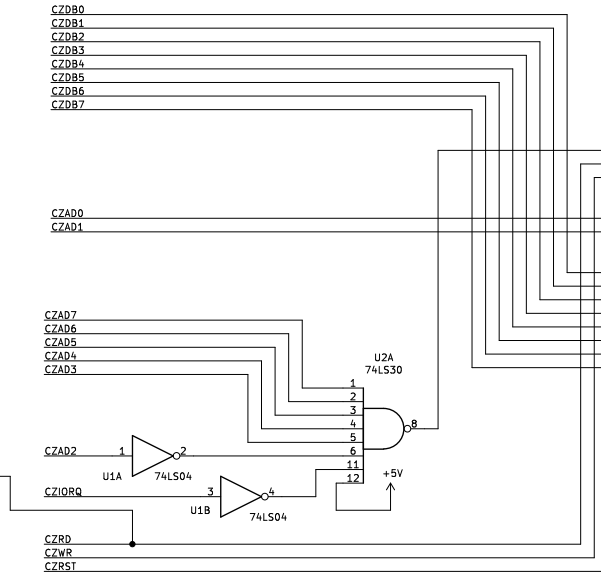 CZDB0
CZDB1
CZDB2
CZDB3
CZDB4
CZDB5
CZDB6
CZDB7
CZAD0
CZAD1
CZAD7
CZAD6
CZAD5
CZAD4
CZAD3
U2A
74LS30
1
2
3
4
5
6
11
12
8
CZAD2
1
2
U1A
74LS04
+5V
CZIORQ
3
4
U1B
74LS04
CZRD
CZWR
CZRST